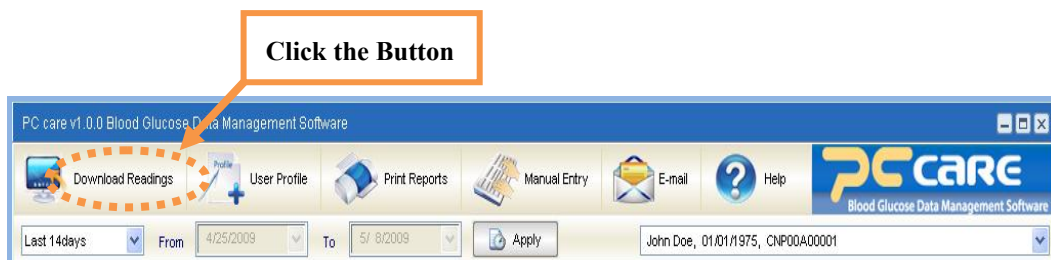 Click the Button
PC care v1.0.0 Blood Glucose Data Management Software
Download Readings
Profile
User Profile
Print Reports
Manual Entry
E-mail
? Help
PC CARE
Blood Glucose Data Management Software
Last 14days From 4/25/2009 To 5/ 8/2009 Apply John Doe, 01/01/1975, CNP00A00001